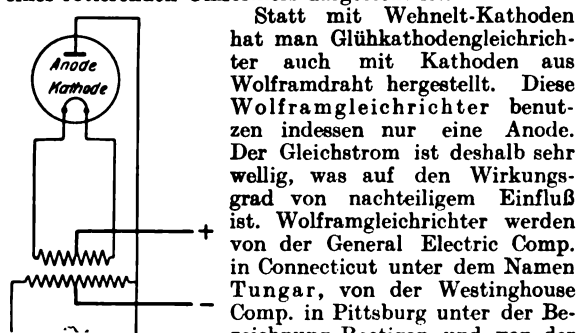 Statt mit Wehnelt-Kathoden
hat man Glühkathodengleichrich-
ter auch mit Kathoden aus
Wolframdraht hergestellt. Diese
Wolframgleichrichter benut-
zen indessen nur eine Anode.
Der Gleichstrom ist deshalb sehr
wellig, was auf den Wirkungs-
grad von nachteiligem Einfluß
ist. Wolframgleichrichter werden
von der General Electric Comp.
in Connecticut unter dem Namen
Tungar, von der Westinghouse
Comp. in Pittsburg unter der Be-
Anode
Kathode
+
−